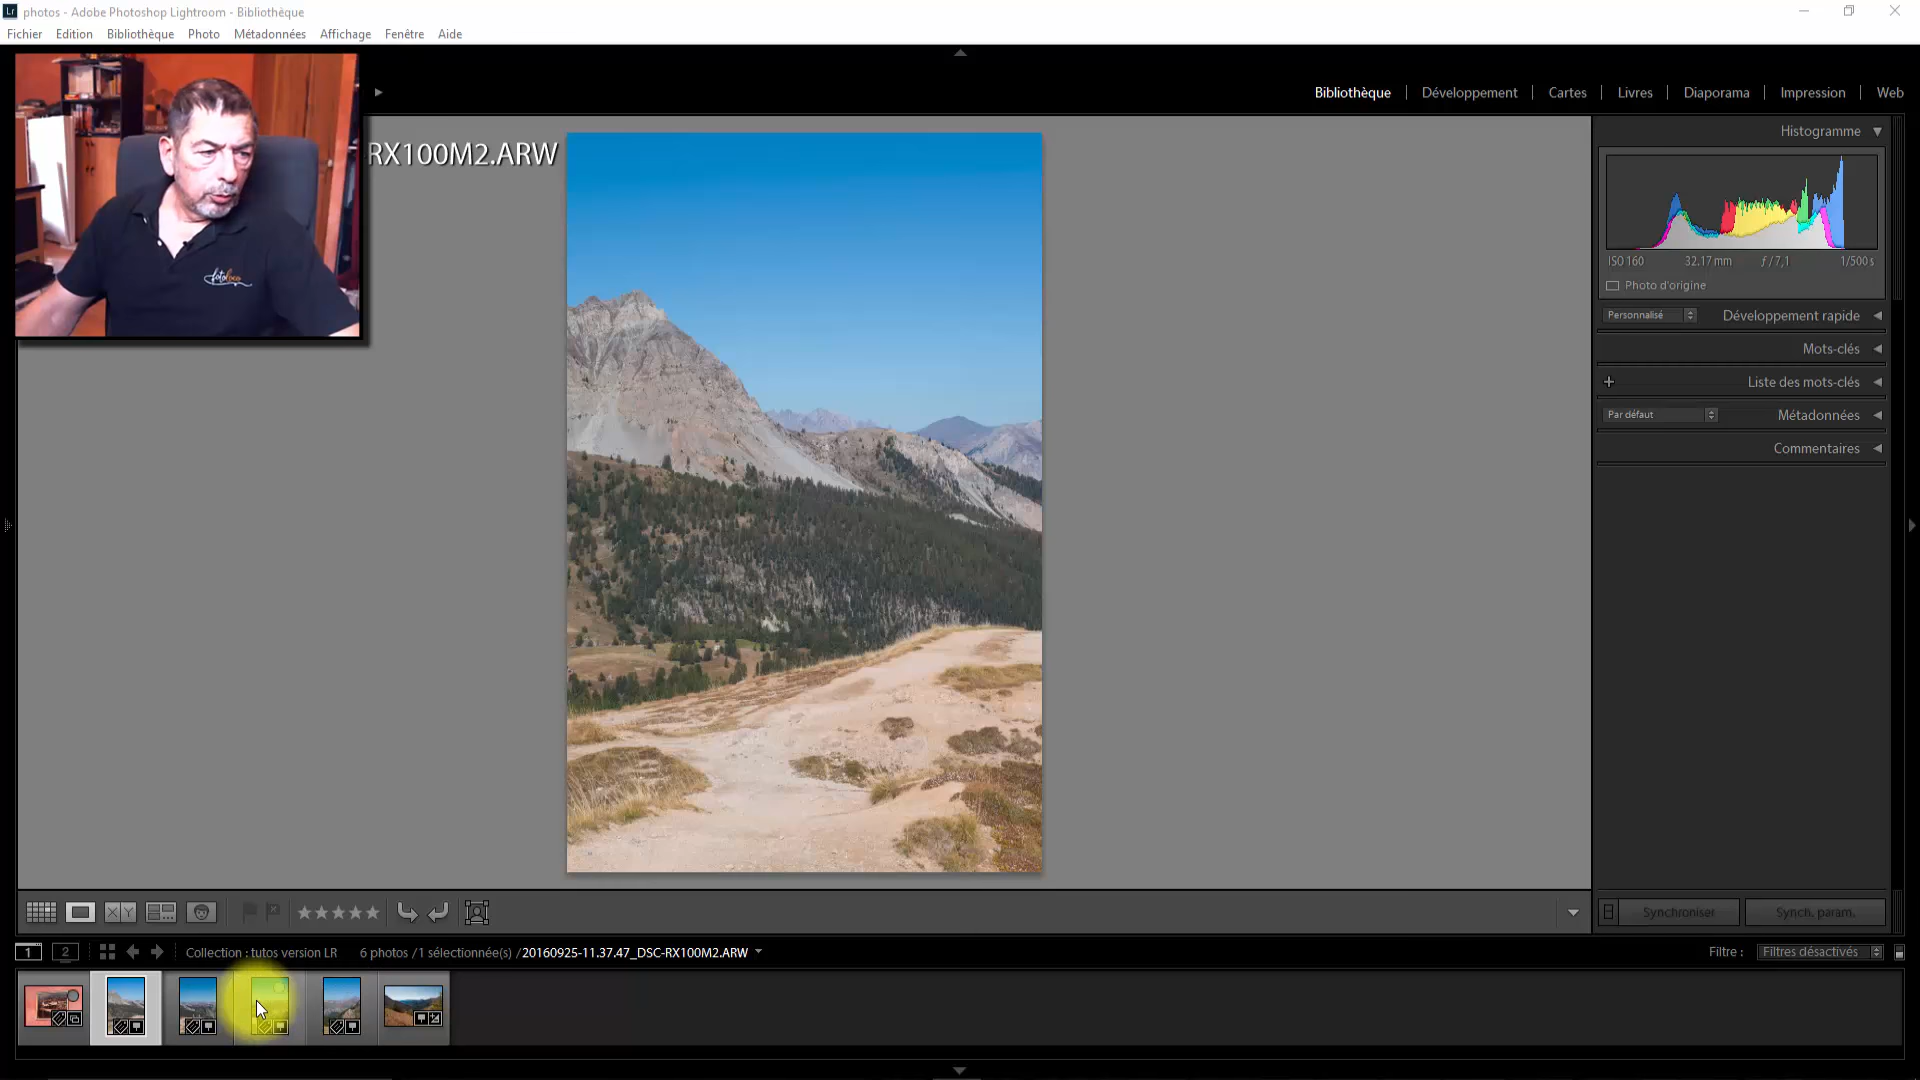 Lr photos - Adobe Photoshop Lightroom - Bibliothèque
Fichier Edition Bibliothèque Photo Métadonnées Affichage Fenêtre Aide
Bibliothèque | Développement | Cartes | Livres | Diaporama | Impression | Web
RX100M2.ARW
fotoloco
Histogramme
ISO 160 32.17 mm ƒ / 7,1 1/500 s
Photo d'origine
Personnalisé Développement rapide
Mots-clés
+ Liste des mots-clés
Par défaut Métadonnées
Commentaires
XY
Synchroniser Synch. param.
1 2 Collection : tutos version LR 6 photos / 1 sélectionnée(s) / 20160925-11.37.47_DSC-RX100M2.ARW
Filtre : Filtres désactivés